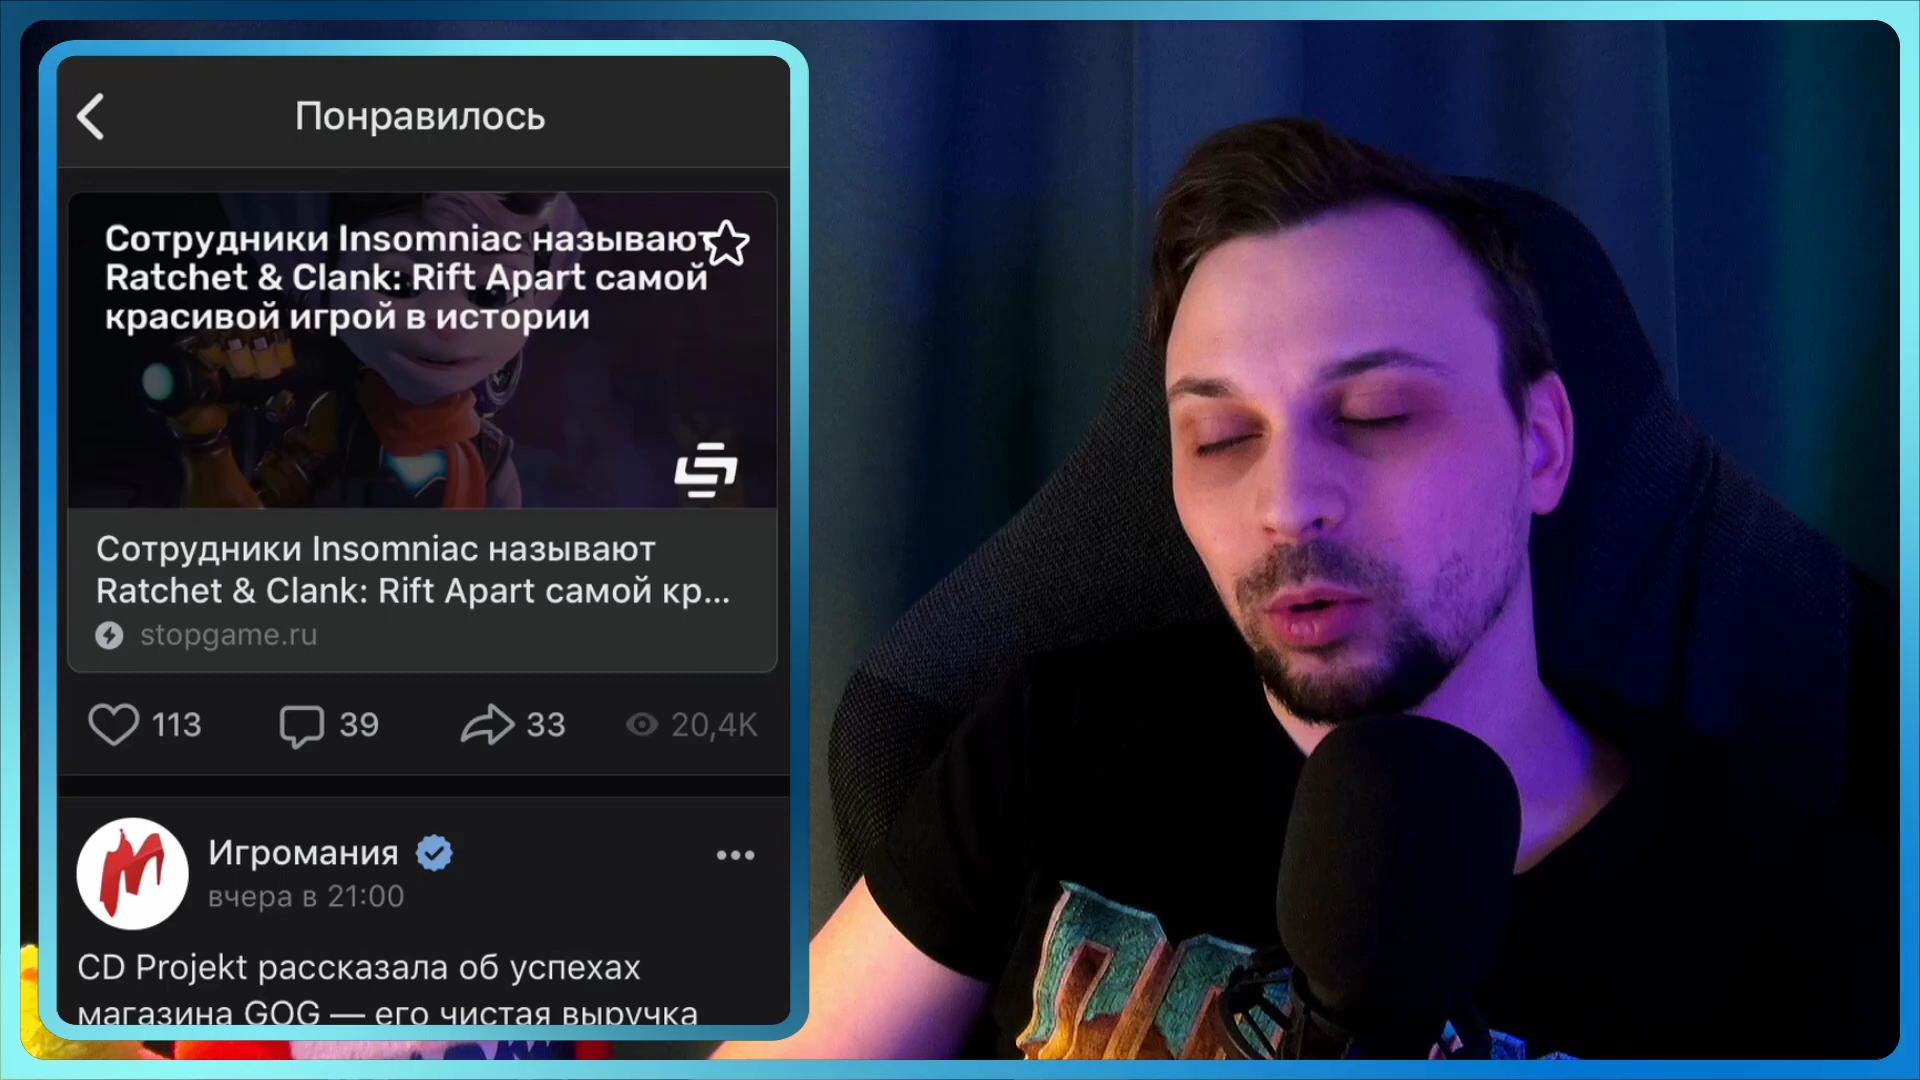 Понравилось
Сотрудники Insomniac называют
Ratchet & Clank: Rift Apart самой
красивой игрой в истории
Сотрудники Insomniac называют
Ratchet & Clank: Rift Apart самой кр...
stopgame.ru
113 39 33 20,4K
Игромания
вчера в 21:00
CD Projekt рассказала об успехах
магазина GOG — его чистая выручка